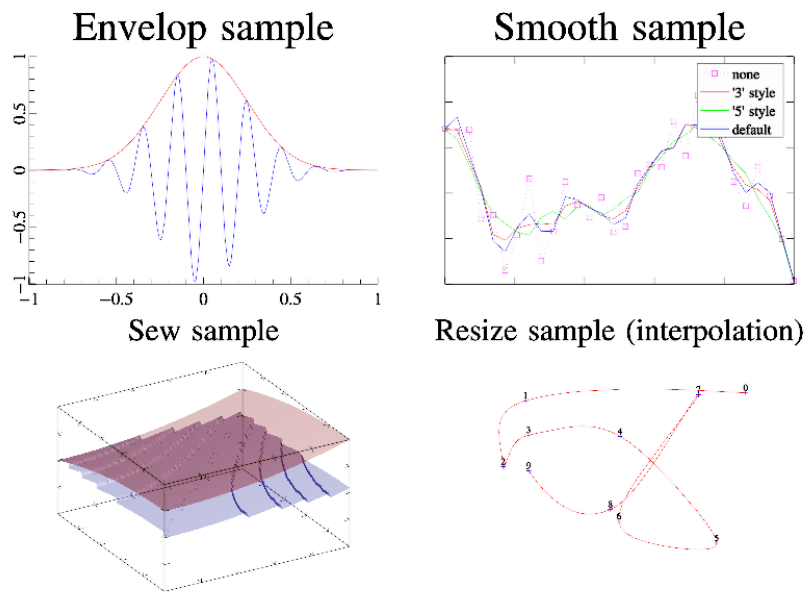 Envelop sample
Smooth sample
1
0.5
0
−0.5
−1
−1 −0.5 0 0.5 1
none
'3' style
'5' style
default
Sew sample
Resize sample (interpolation)
0
1
3
4
2
9
8
6
5